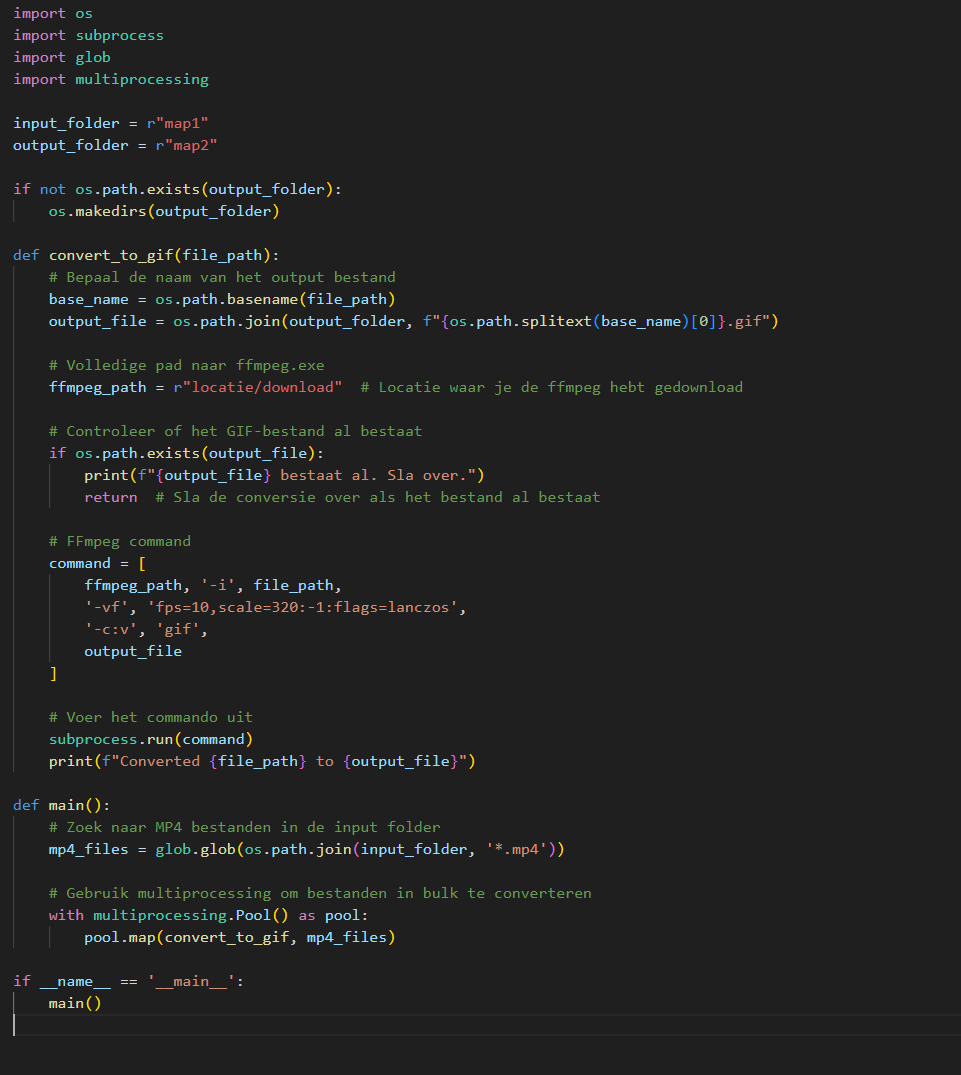 import os
import subprocess
import glob
import multiprocessing

input_folder = r"map1"
output_folder = r"map2"

if not os.path.exists(output_folder):
    os.makedirs(output_folder)

def convert_to_gif(file_path):
    # Bepaal de naam van het output bestand
    base_name = os.path.basename(file_path)
    output_file = os.path.join(output_folder, f"{os.path.splitext(base_name)[0]}.gif")

    # Volledige pad naar ffmpeg.exe
    ffmpeg_path = r"locatie/download"  # Locatie waar je de ffmpeg hebt gedownload

    # Controleer of het GIF-bestand al bestaat
    if os.path.exists(output_file):
        print(f"{output_file} bestaat al. Sla over.")
        return  # Sla de conversie over als het bestand al bestaat

    # FFmpeg command
    command = [
        ffmpeg_path, '-i', file_path,
        '-vf', 'fps=10,scale=320:-1:flags=lanczos',
        '-c:v', 'gif',
        output_file
    ]

    # Voer het commando uit
    subprocess.run(command)
    print(f"Converted {file_path} to {output_file}")

def main():
    # Zoek naar MP4 bestanden in de input folder
    mp4_files = glob.glob(os.path.join(input_folder, '*.mp4'))

    # Gebruik multiprocessing om bestanden in bulk te converteren
    with multiprocessing.Pool() as pool:
        pool.map(convert_to_gif, mp4_files)

if __name__ == '__main__':
    main()